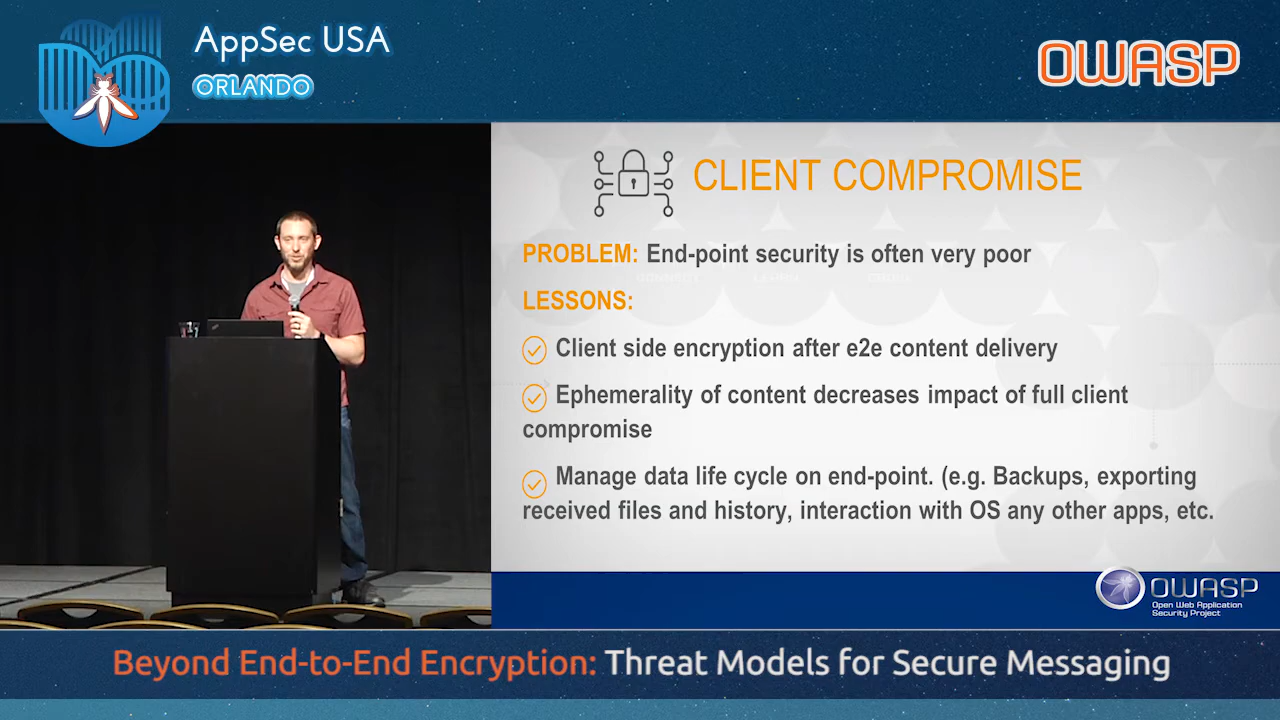 AppSec USA
ORLANDO
OWASP
CLIENT COMPROMISE
PROBLEM: End-point security is often very poor
LESSONS:
Client side encryption after e2e content delivery
Ephemerality of content decreases impact of full client
compromise
Manage data life cycle on end-point. (e.g. Backups, exporting
received files and history, interaction with OS any other apps, etc.
OWASP
Open Web Application
Security Project
Beyond End-to-End Encryption: Threat Models for Secure Messaging